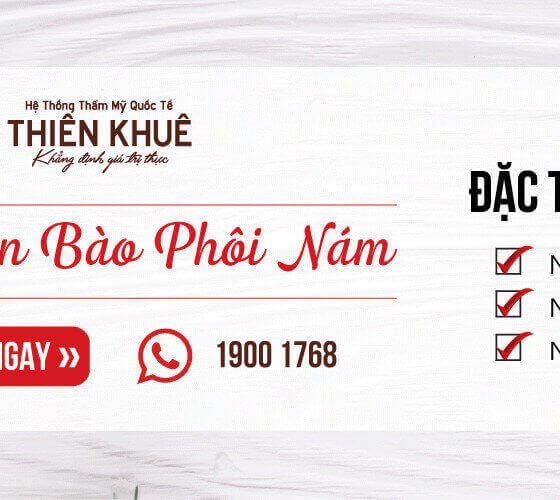 Hệ Thống Thẩm Mỹ Quốc Tế
THIÊN KHUÊ
Khẳng định giá trị thực
n Bào Phôi Nám
NGAY »
1900 1768
ĐẶC T
N
N
N